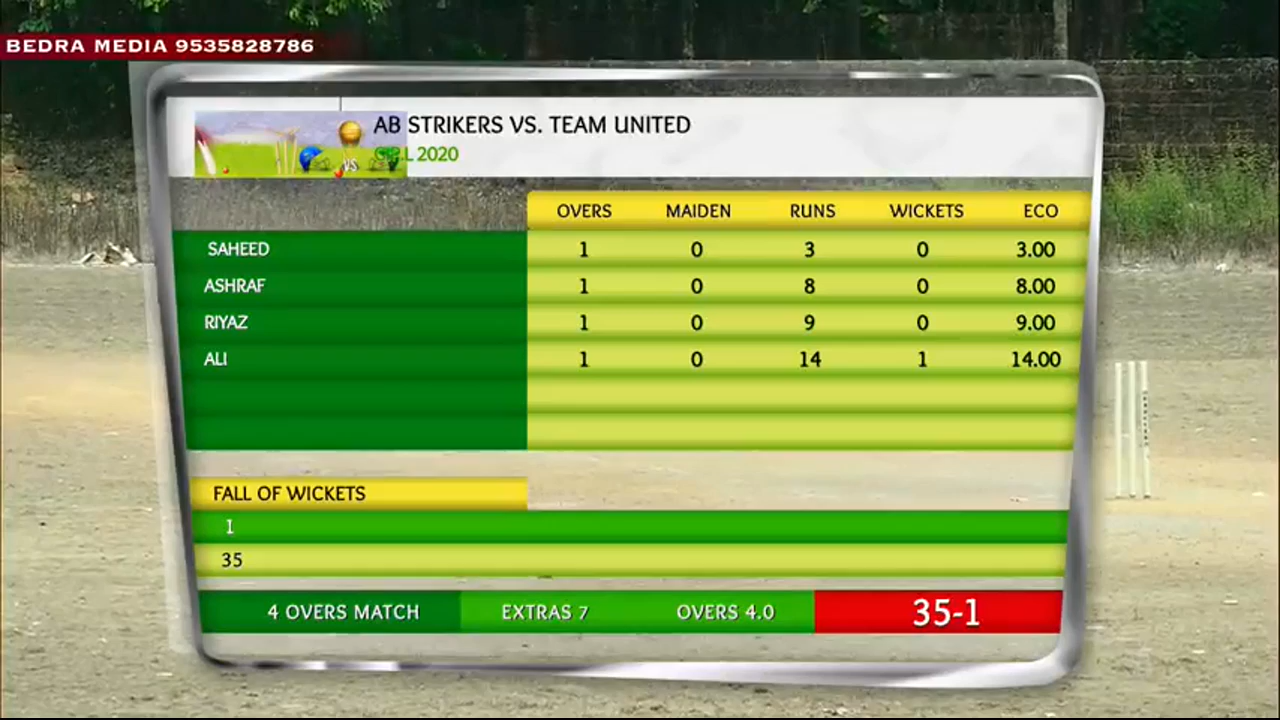 BEDRA MEDIA 9535828786
AB STRIKERS VS. TEAM UNITED
VS
2020
OVERS MAIDEN RUNS WICKETS ECO
SAHEED 1 0 3 0 3.00
ASHRAF 1 0 8 0 8.00
RIYAZ 1 0 9 0 9.00
ALI 1 0 14 1 14.00
FALL OF WICKETS
1
35
4 OVERS MATCH EXTRAS 7 OVERS 4.0 35-1